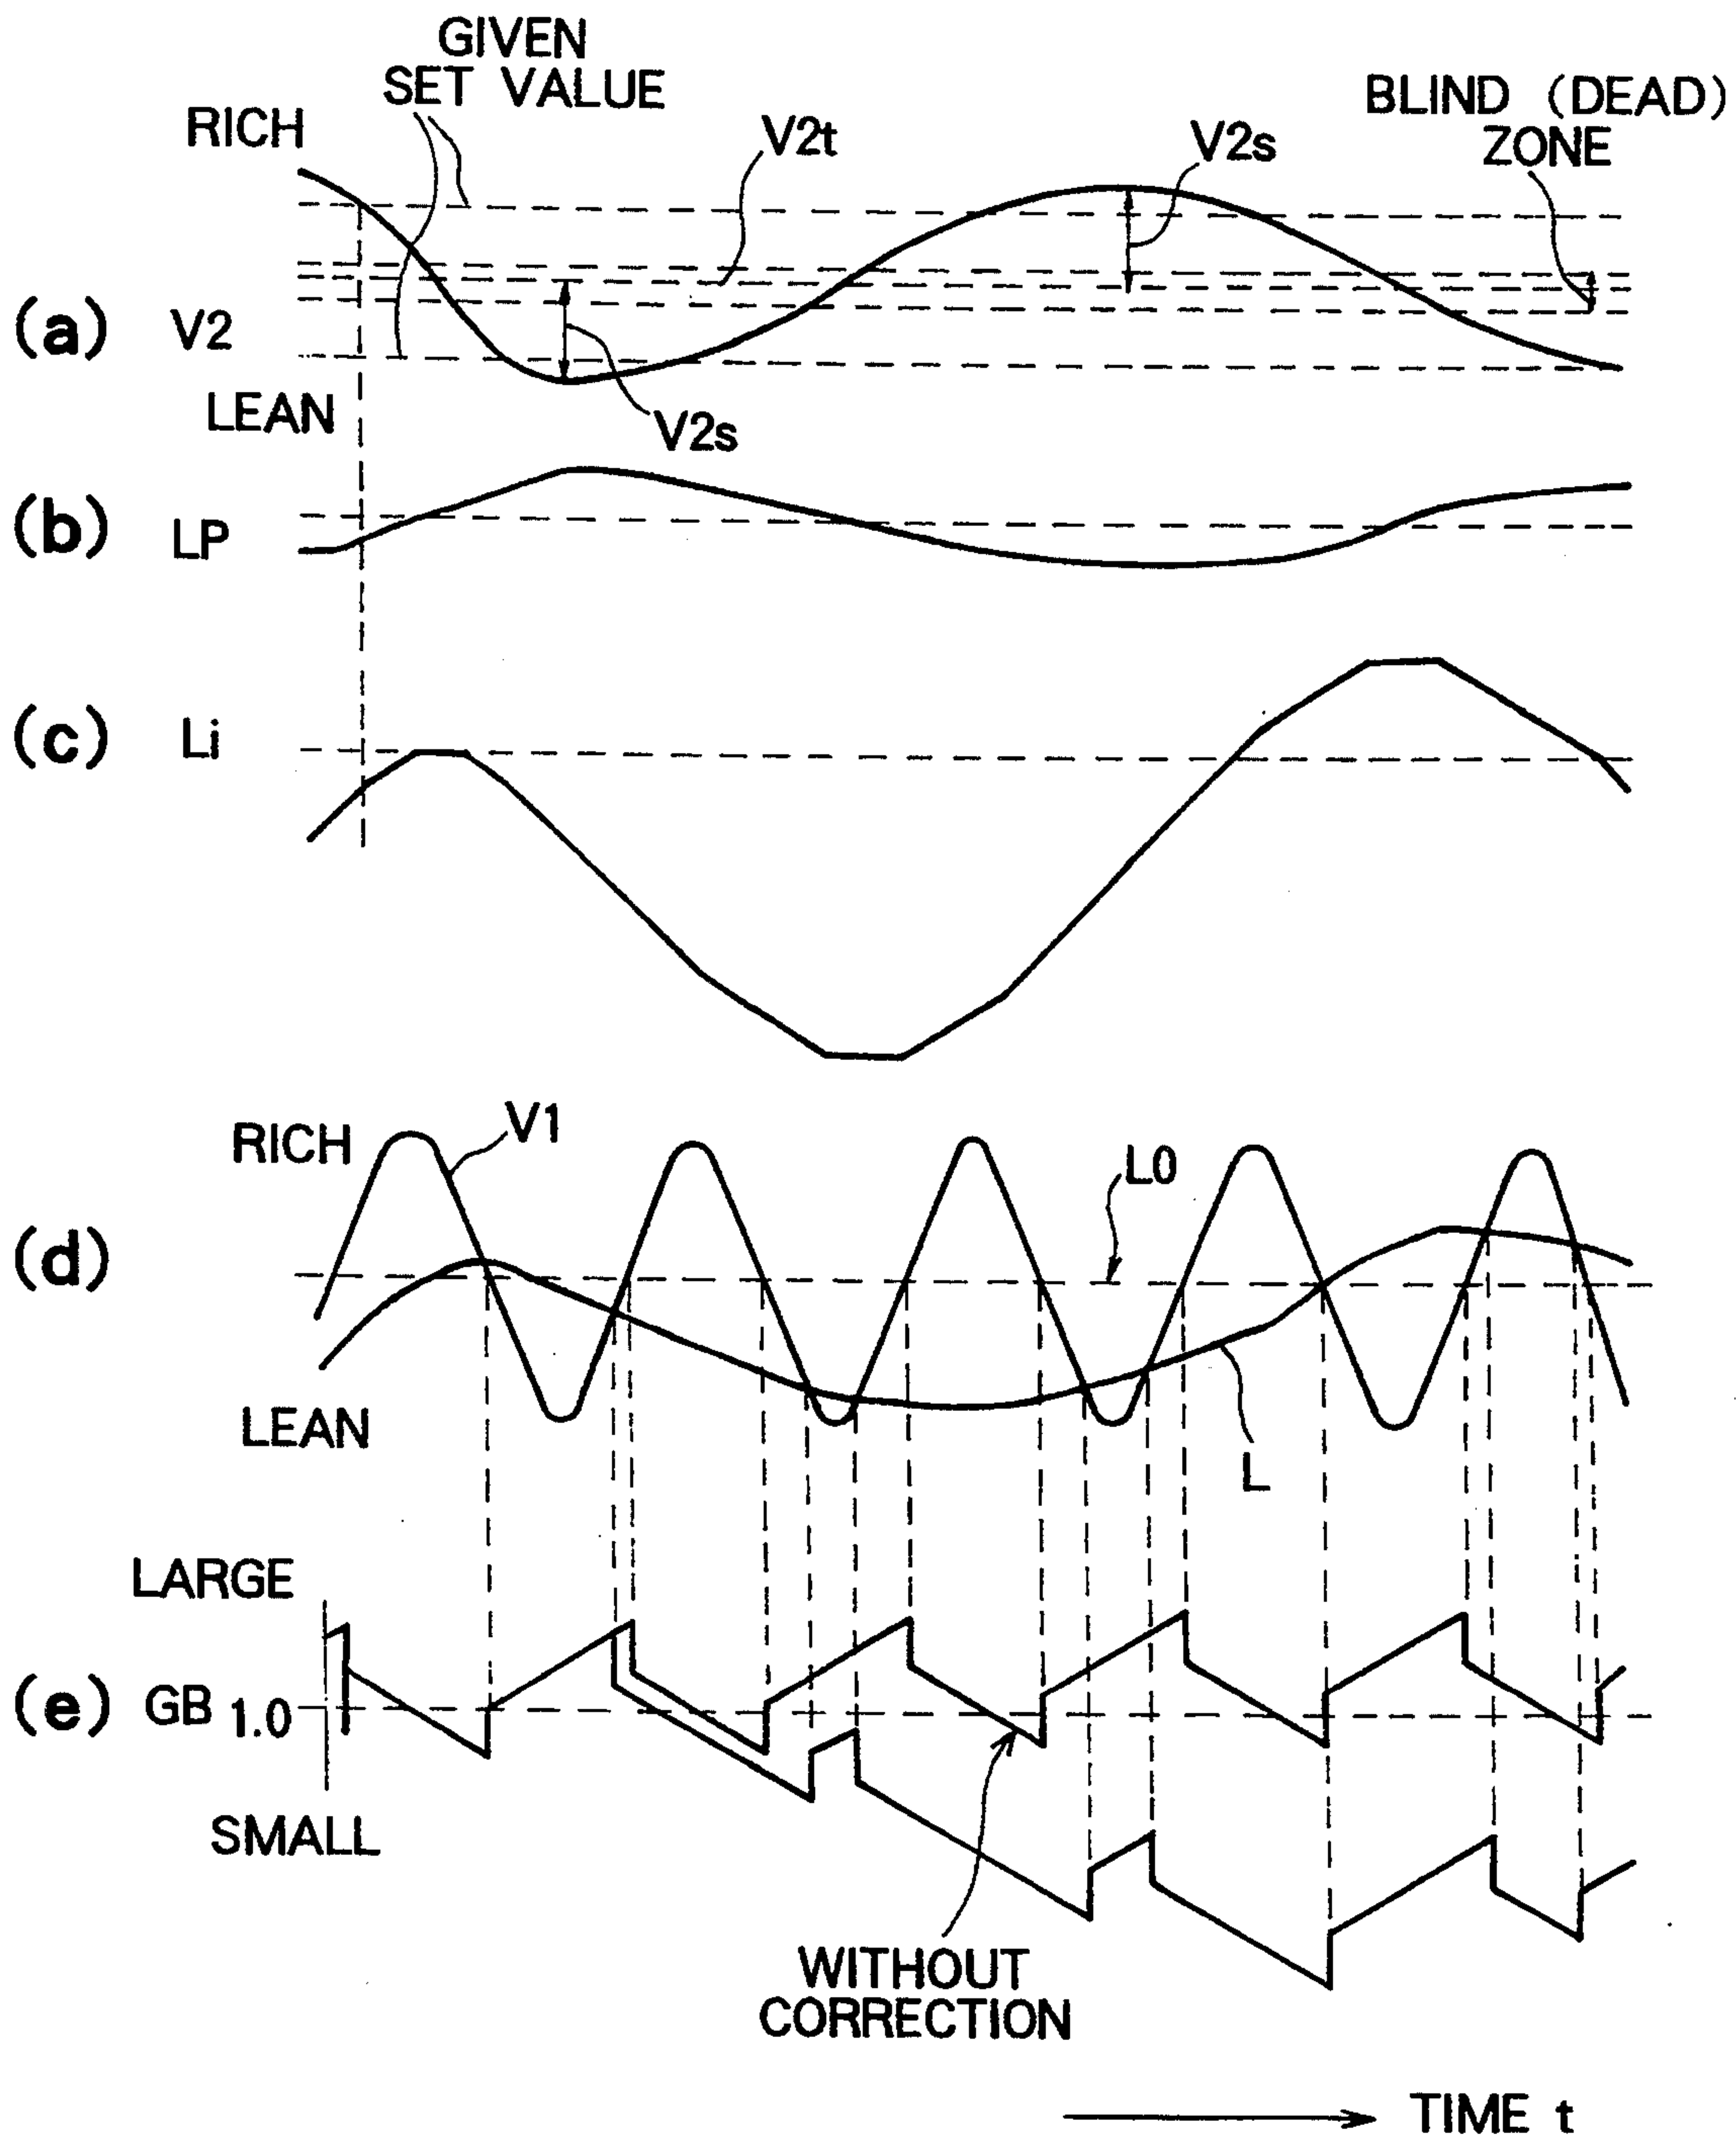 GIVEN
SET VALUE
RICH
V2t
V2s
BLIND (DEAD)
ZONE
(a)
V2
LEAN
V2s
(b)
LP
(c)
Li
RICH
V1
L0
(d)
LEAN
L
LARGE
(e)
GB
1.0
SMALL
WITHOUT
CORRECTION
TIME t